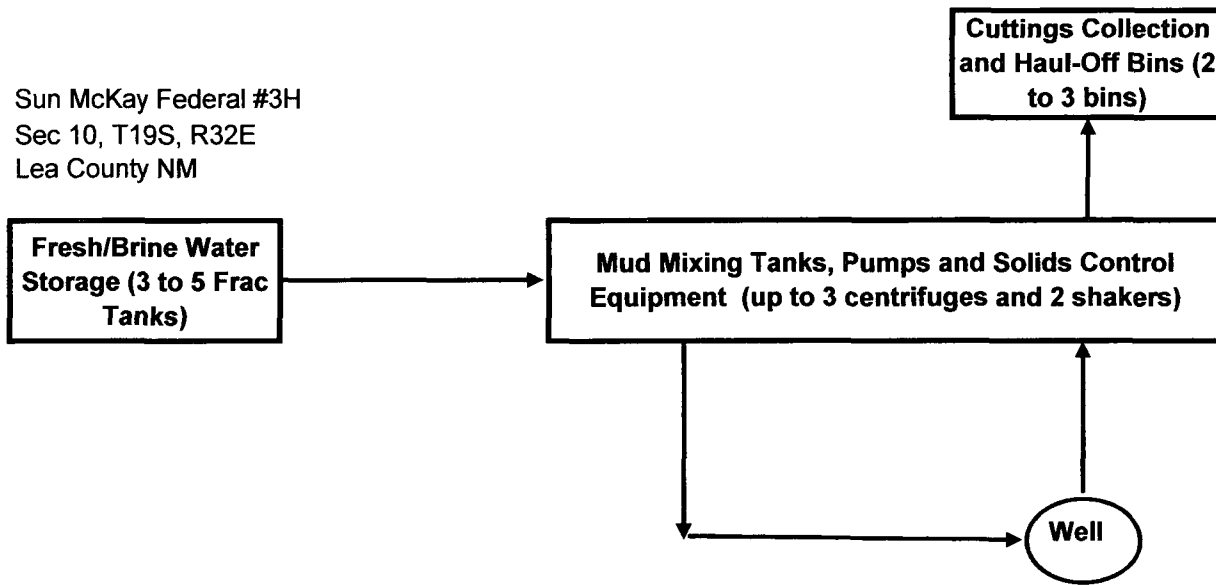 Cuttings Collection
and Haul-Off Bins (2
to 3 bins)
Sun McKay Federal #3H
Sec 10, T19S, R32E
Lea County NM
Fresh/Brine Water
Storage (3 to 5 Frac
Tanks)
Mud Mixing Tanks, Pumps and Solids Control
Equipment (up to 3 centrifuges and 2 shakers)
Well